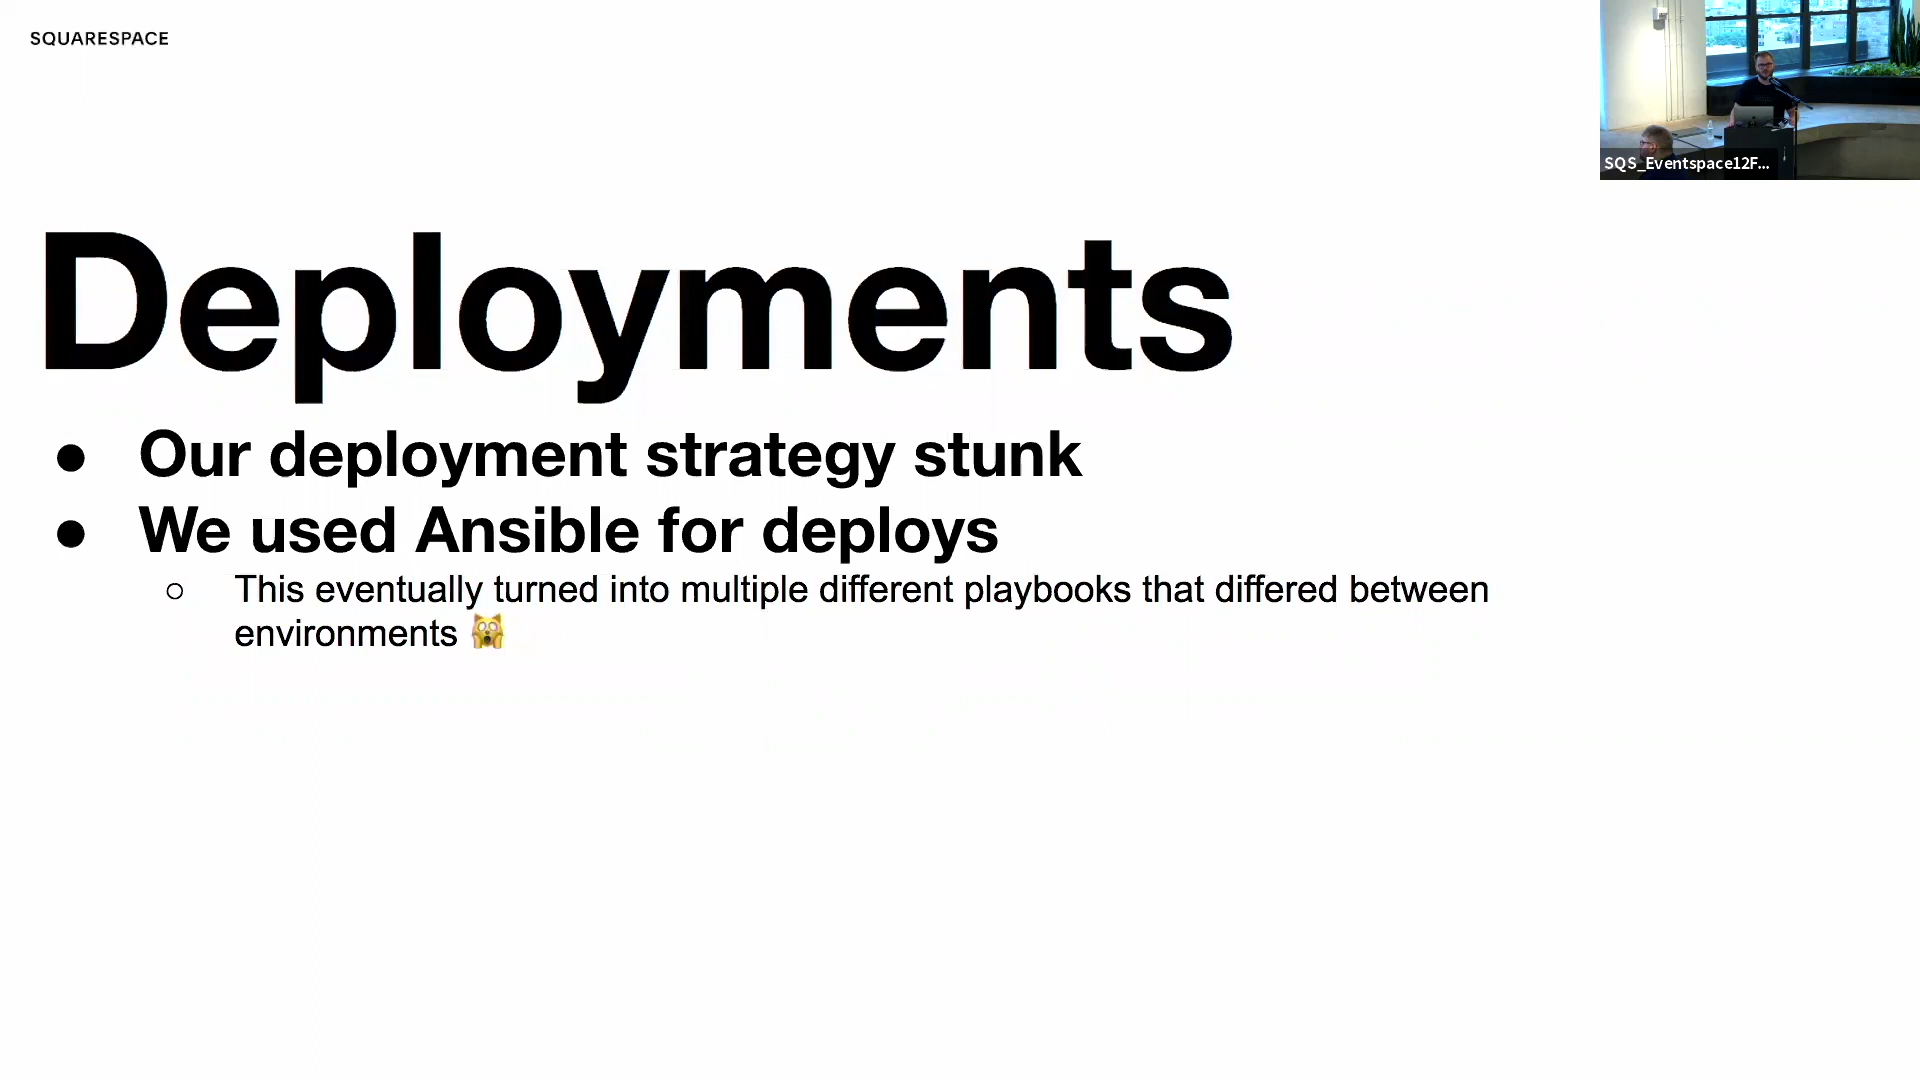 SQUARESPACE
SQS_Eventspace12F...
Deployments
● Our deployment strategy stunk
● We used Ansible for deploys
○ This eventually turned into multiple different playbooks that differed between
environments 🙀